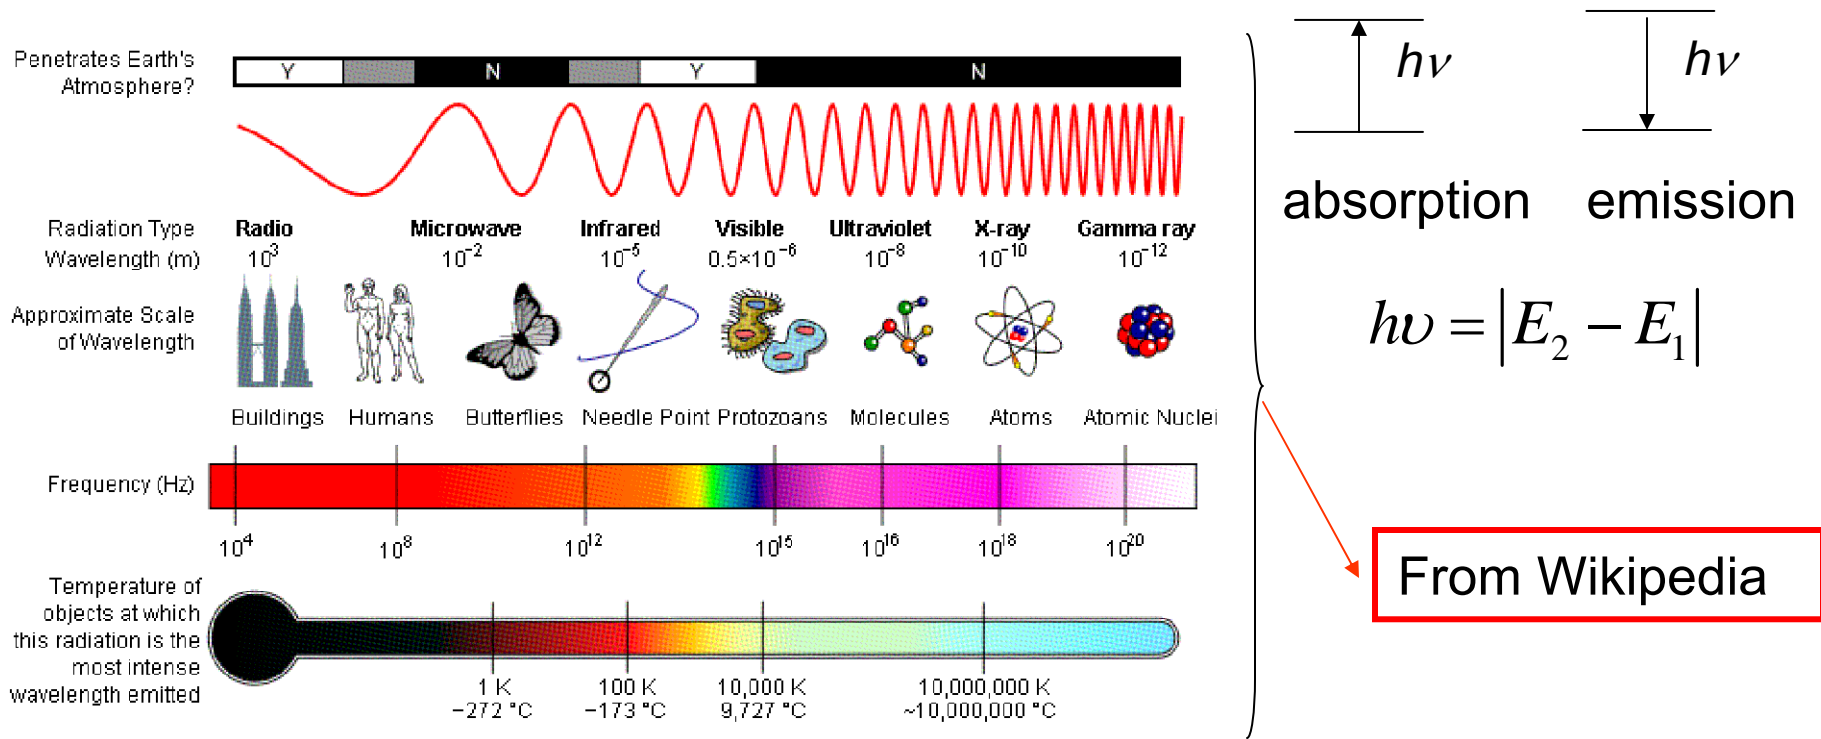 Penetrates Earth's
Atmosphere?
Y N Y N
Radiation Type
Radio Microwave Infrared Visible Ultraviolet X-ray Gamma ray
Wavelength (m)
10³ 10⁻² 10⁻⁵ 0.5×10⁻⁶ 10⁻⁸ 10⁻¹⁰ 10⁻¹²
Approximate Scale
of Wavelength
Buildings Humans Butterflies Needle Point Protozoans Molecules Atoms Atomic Nuclei
Frequency (Hz)
10⁴ 10⁸ 10¹² 10¹⁵ 10¹⁶ 10¹⁸ 10²⁰
Temperature of
objects at which
this radiation is the
most intense
wavelength emitted
1 K 100 K 10,000 K 10,000,000 K
−272 °C −173 °C 9,727 °C ~10,000,000 °C
hν hν
absorption emission
hυ = |E₂ − E₁|
From Wikipedia